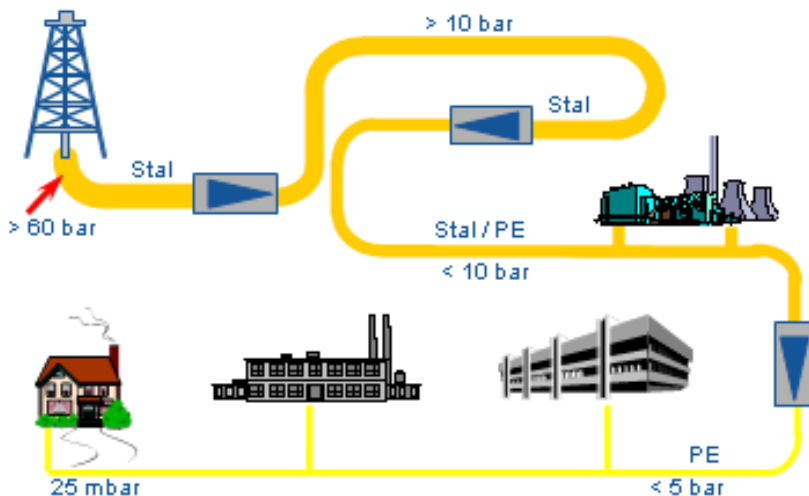 > 10 bar
Stal
Stal
> 60 bar
Stal / PE
< 10 bar
PE
25 mbar
< 5 bar